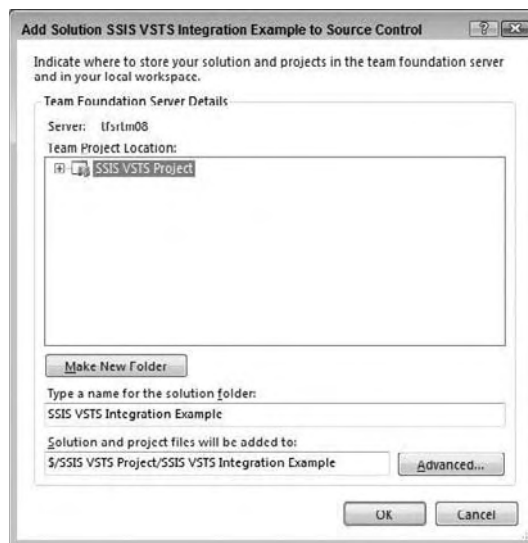 Add Solution SSIS VSTS Integration Example to Source Control
Indicate where to store your solution and projects in the team foundation server
and in your local workspace.
Team Foundation Server Details
Server: tfsrtm08
Team Project Location:
SSIS VSTS Project
Make New Folder
Type a name for the solution folder:
SSIS VSTS Integration Example
Solution and project files will be added to:
$/SSIS VSTS Project/SSIS VSTS Integration Example
Advanced...
OK
Cancel